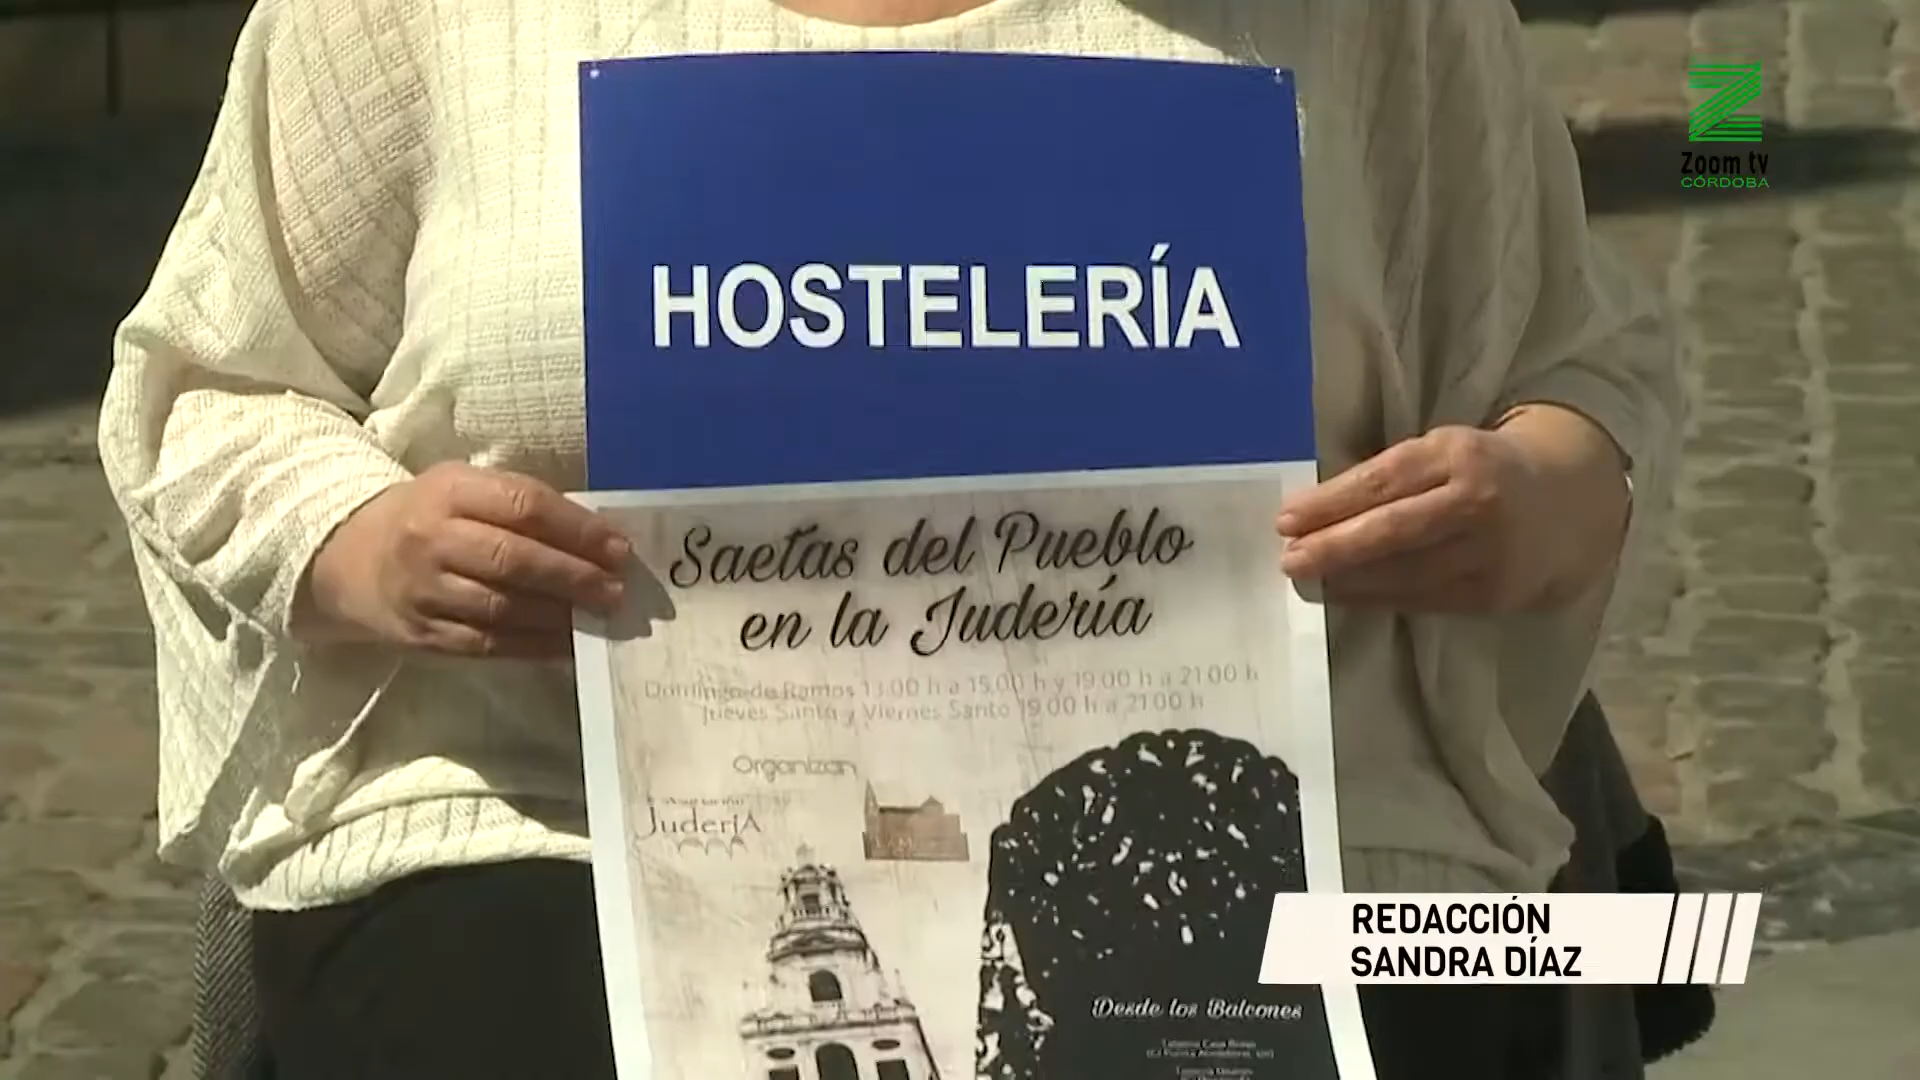 HOSTELERÍA
Zoom tv
CÓRDOBA
Saetas del Pueblo
en la Judería
Domingo de Ramos 13:00 h a 15.00 h y 19.00 h a 21.00 h
Jueves Santo y Viernes Santo 19.00 h a 21.00 h
Organizan
JuderíA
REDACCIÓN
SANDRA DÍAZ
Desde los Balcones